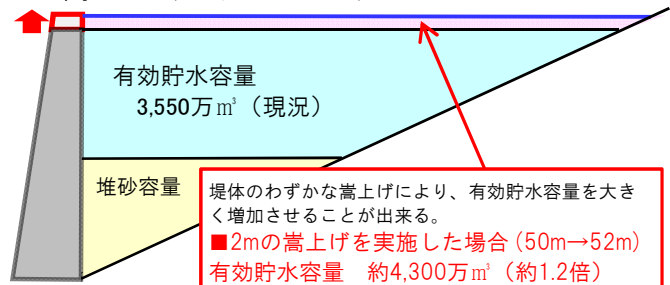 有効貯水容量
3,550万㎥（現況）
堆砂容量
堤体のわずかな嵩上げにより、有効貯水容量を大き
く増加させることが出来る。
■2mの嵩上げを実施した場合（50m→52m）
有効貯水容量　約4,300万㎥（約1.2倍）